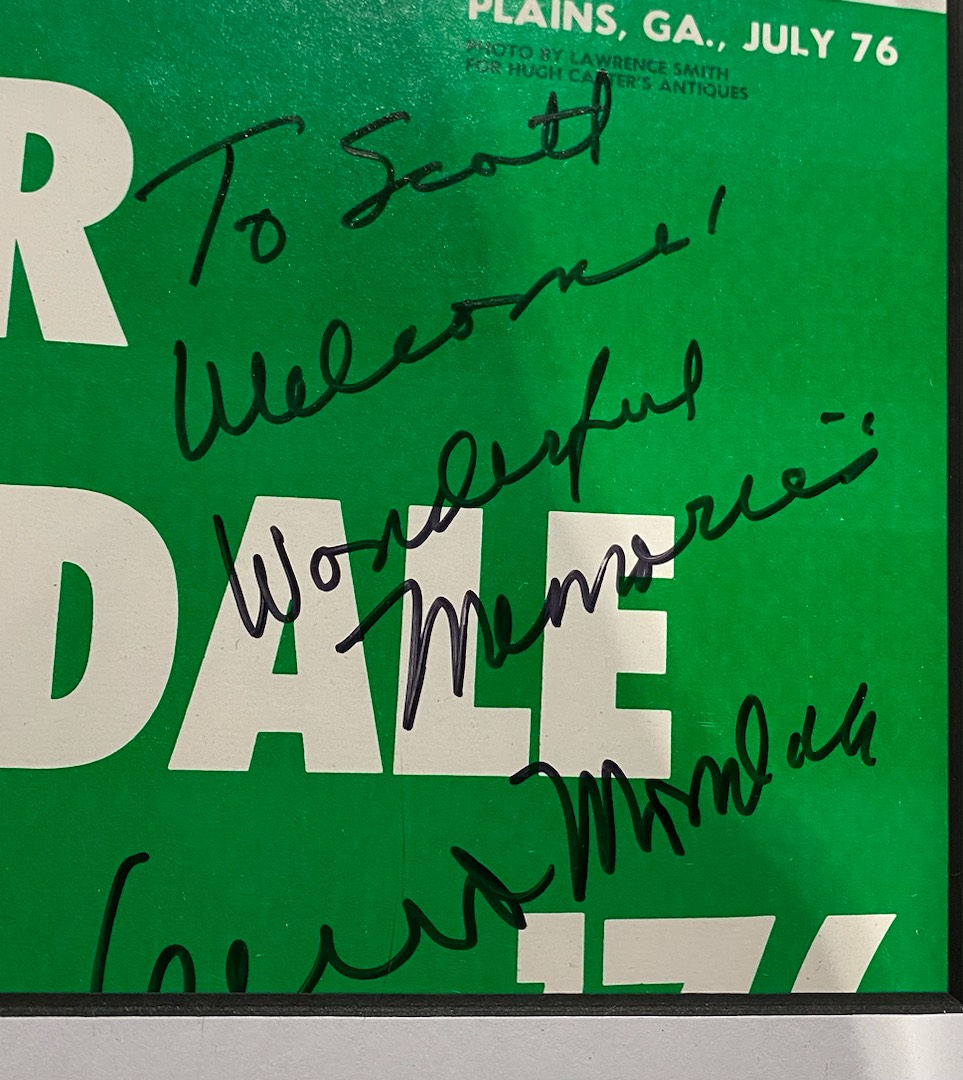 PLAINS, GA., JULY 76
PHOTO BY LAWRENCE SMITH
FOR HUGH CARTER'S ANTIQUES
R
To Scott
Welcome!
Wonderful
DALE
Memories
Mondale
'76